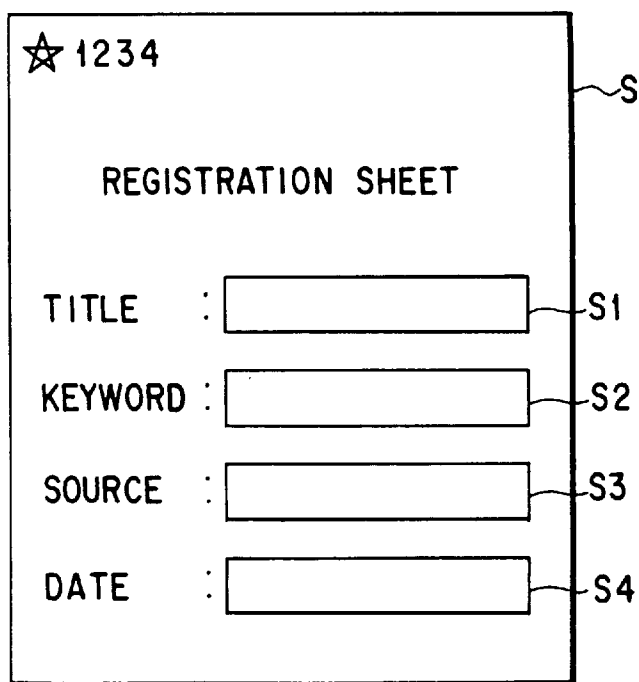 ☆ 1234
S
REGISTRATION SHEET
TITLE : S1
KEYWORD : S2
SOURCE : S3
DATE : S4